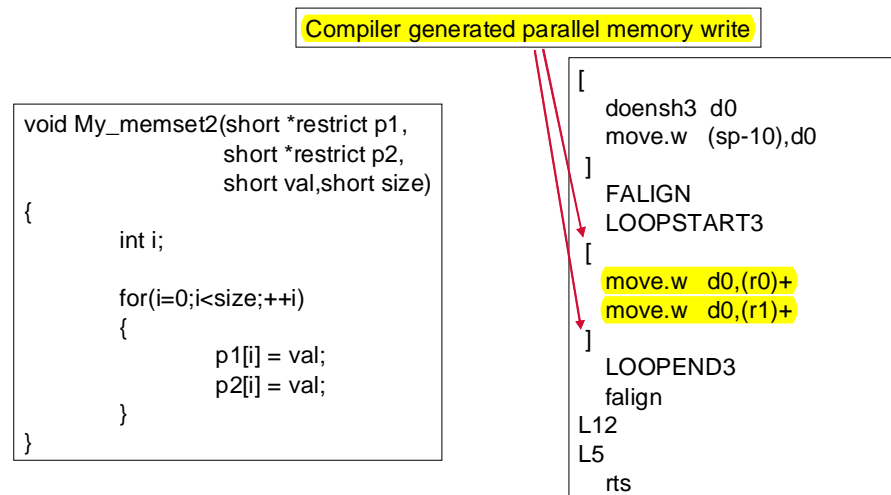 Compiler generated parallel memory write
void My_memset2(short *restrict p1,
short *restrict p2,
short val,short size)
{
int i;
for(i=0;i<size;++i)
{
p1[i] = val;
p2[i] = val;
}
}
[
doensh3 d0
move.w (sp-10),d0
]
FALIGN
LOOPSTART3
[
move.w d0,(r0)+
move.w d0,(r1)+
]
LOOPEND3
falign
L12
L5
rts